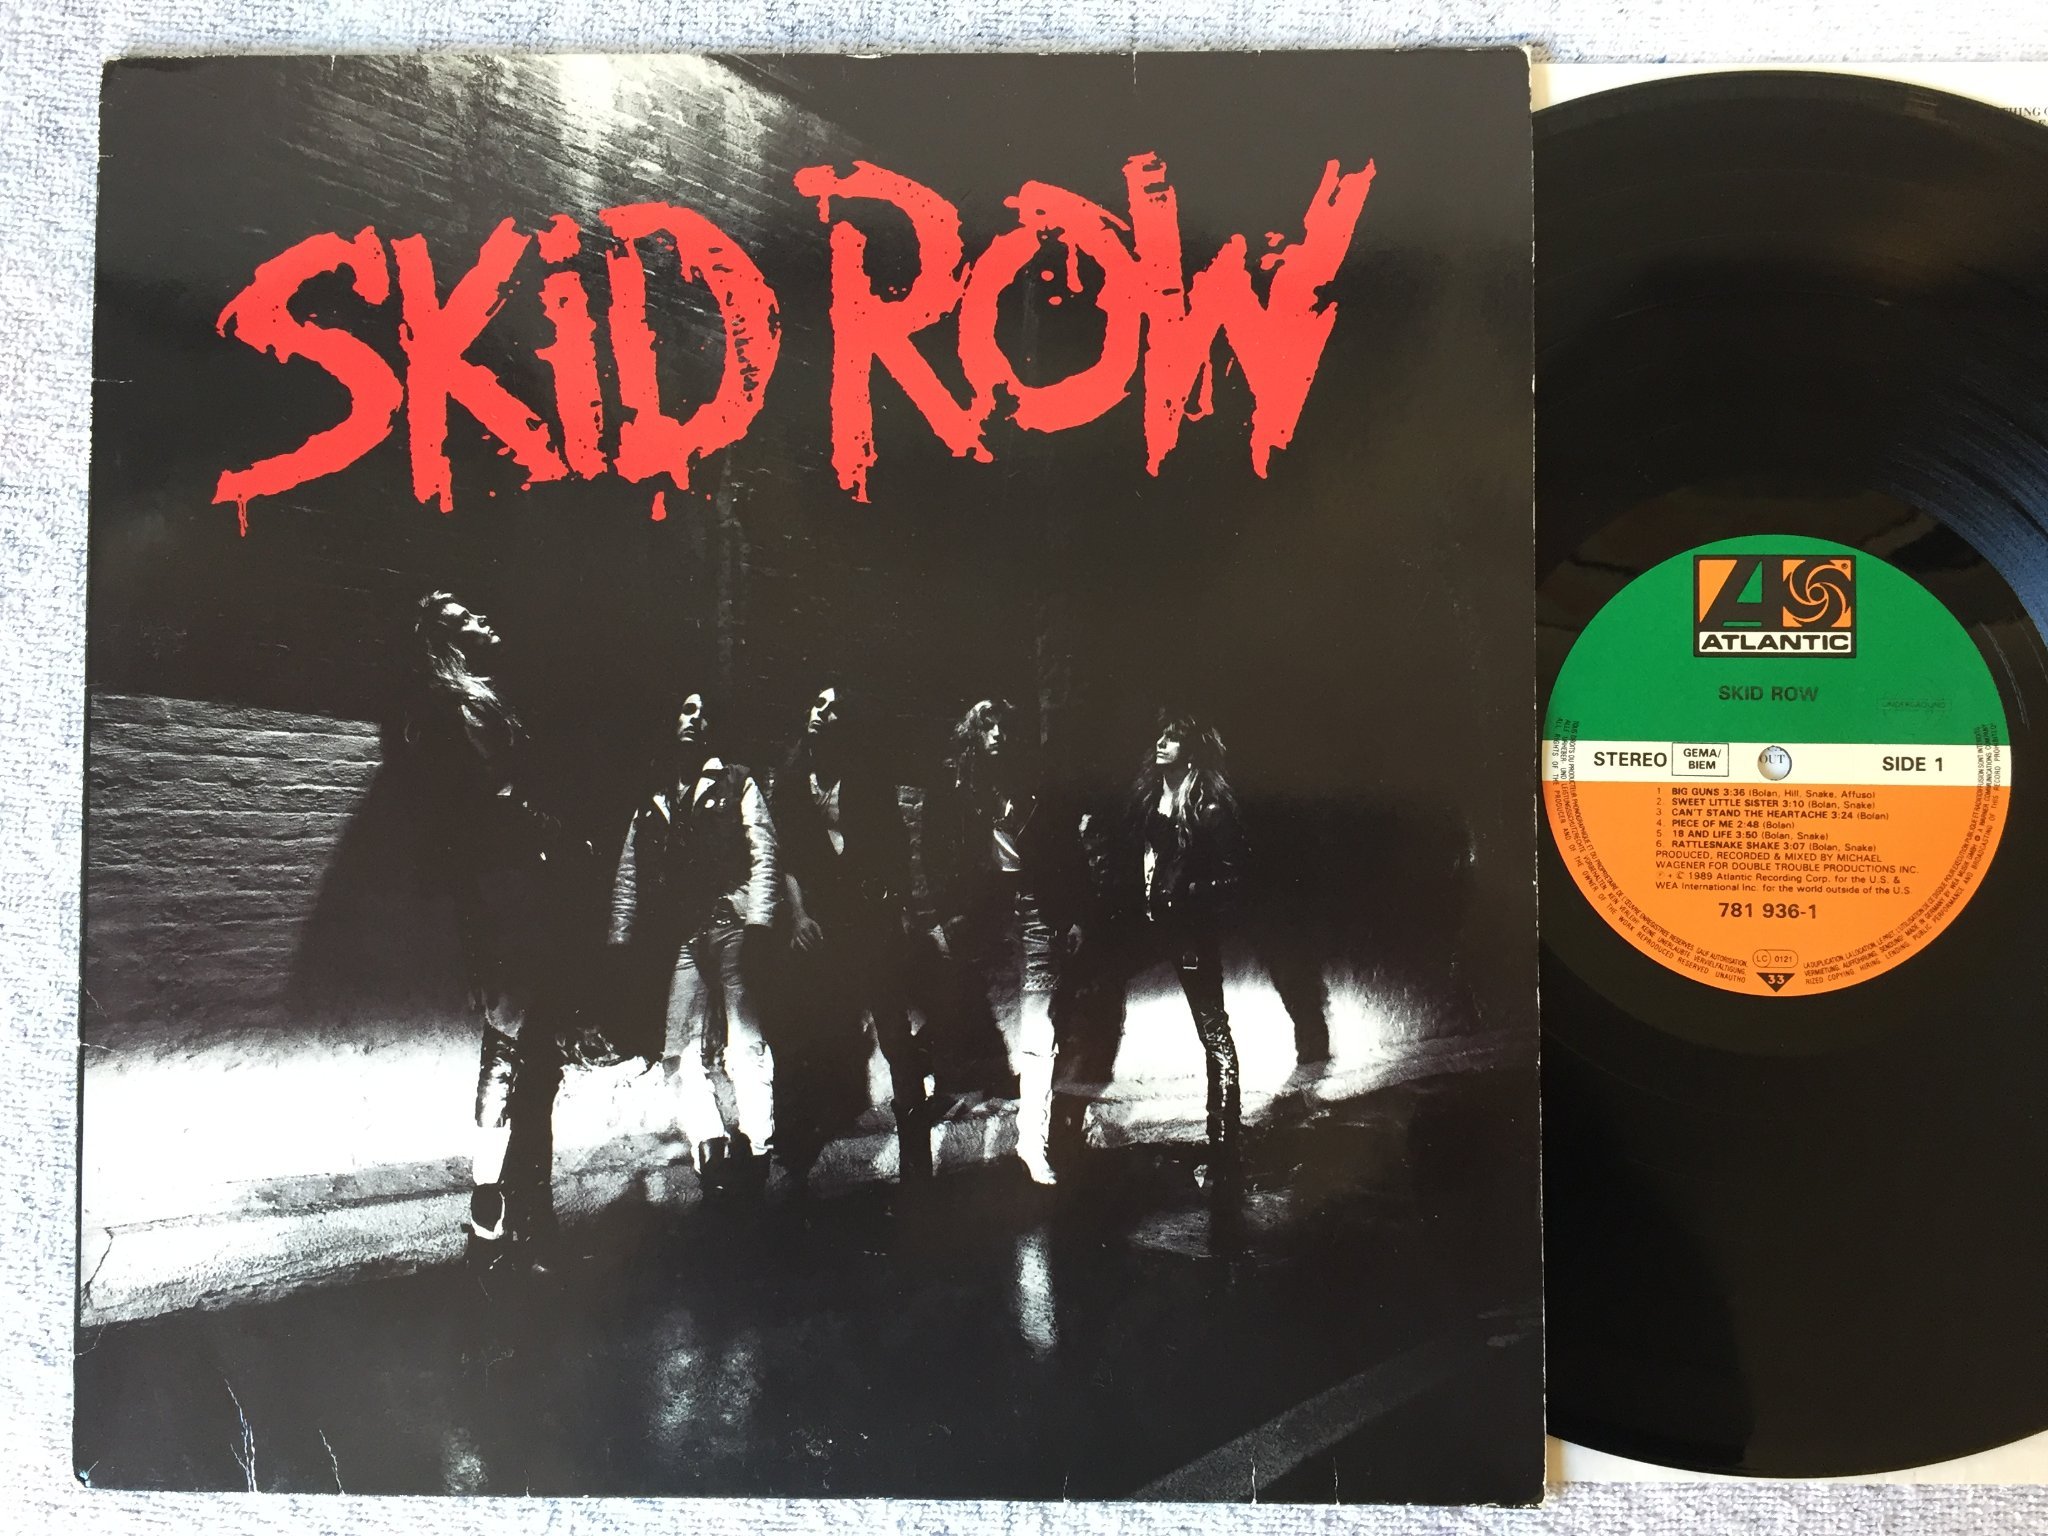 SKID ROW
ATLANTIC
SKID ROW
STEREO
GEMA/
BIEM
OUT
SIDE 1
1 BIG GUNS 3:36 (Bolan, Hill, Snake, Affuso)
2. SWEET LITTLE SISTER 3:10 (Bolan, Snake)
3 CAN'T STAND THE HEARTACHE 3:24 (Bolan)
4. PIECE OF ME 2:48 (Bolan)
5 18 AND LIFE 3:50 (Bolan, Snake)
6. RATTLESNAKE SHAKE 3:07 (Bolan, Snake)
PRODUCED, RECORDED & MIXED BY MICHAEL
WAGENER FOR DOUBLE TROUBLE PRODUCTIONS INC.
℗ + © 1989 Atlantic Recording Corp. for the U.S. &
WEA International Inc. for the world outside of the U.S.
781 936-1
LC 0121
33